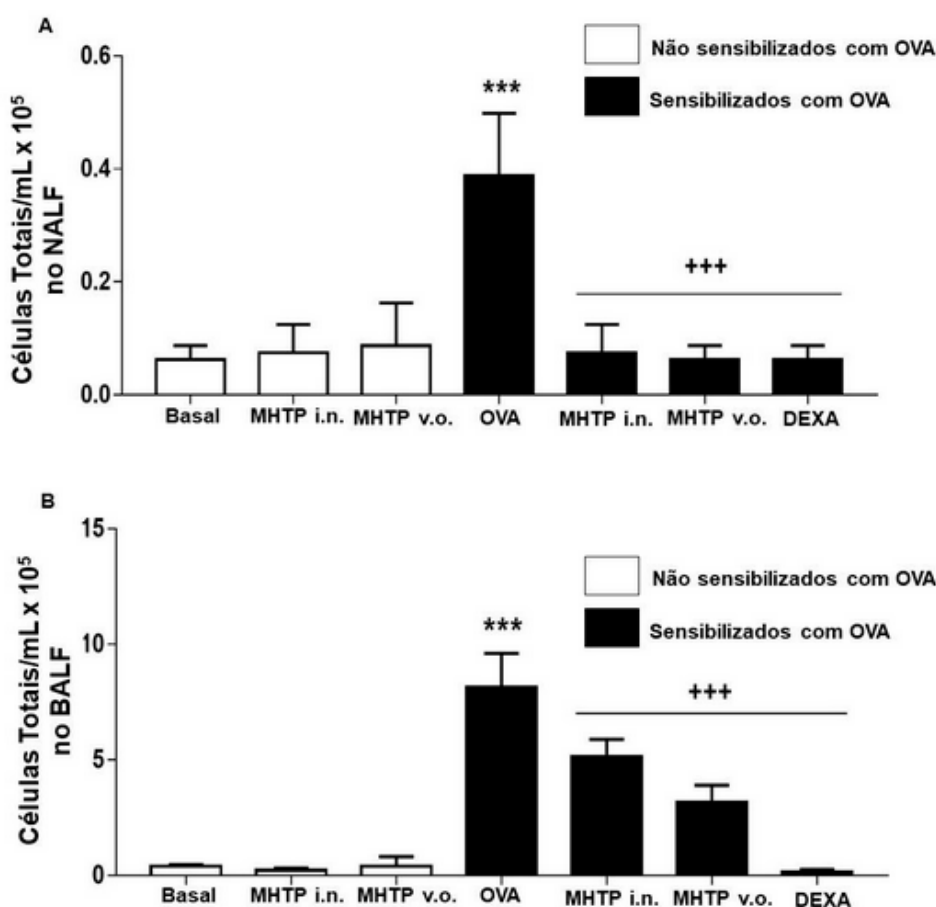 A
Células Totais/mL x 10⁵
no NALF
0.6
0.4
0.2
0.0
Não sensibilizados com OVA
Sensibilizados com OVA
***
+++
Basal MHTP i.n. MHTP v.o. OVA MHTP i.n. MHTP v.o. DEXA
B
Células Totais/mL x 10⁵
no BALF
15
10
5
0
Não sensibilizados com OVA
Sensibilizados com OVA
***
+++
Basal MHTP i.n. MHTP v.o. OVA MHTP i.n. MHTP v.o. DEXA